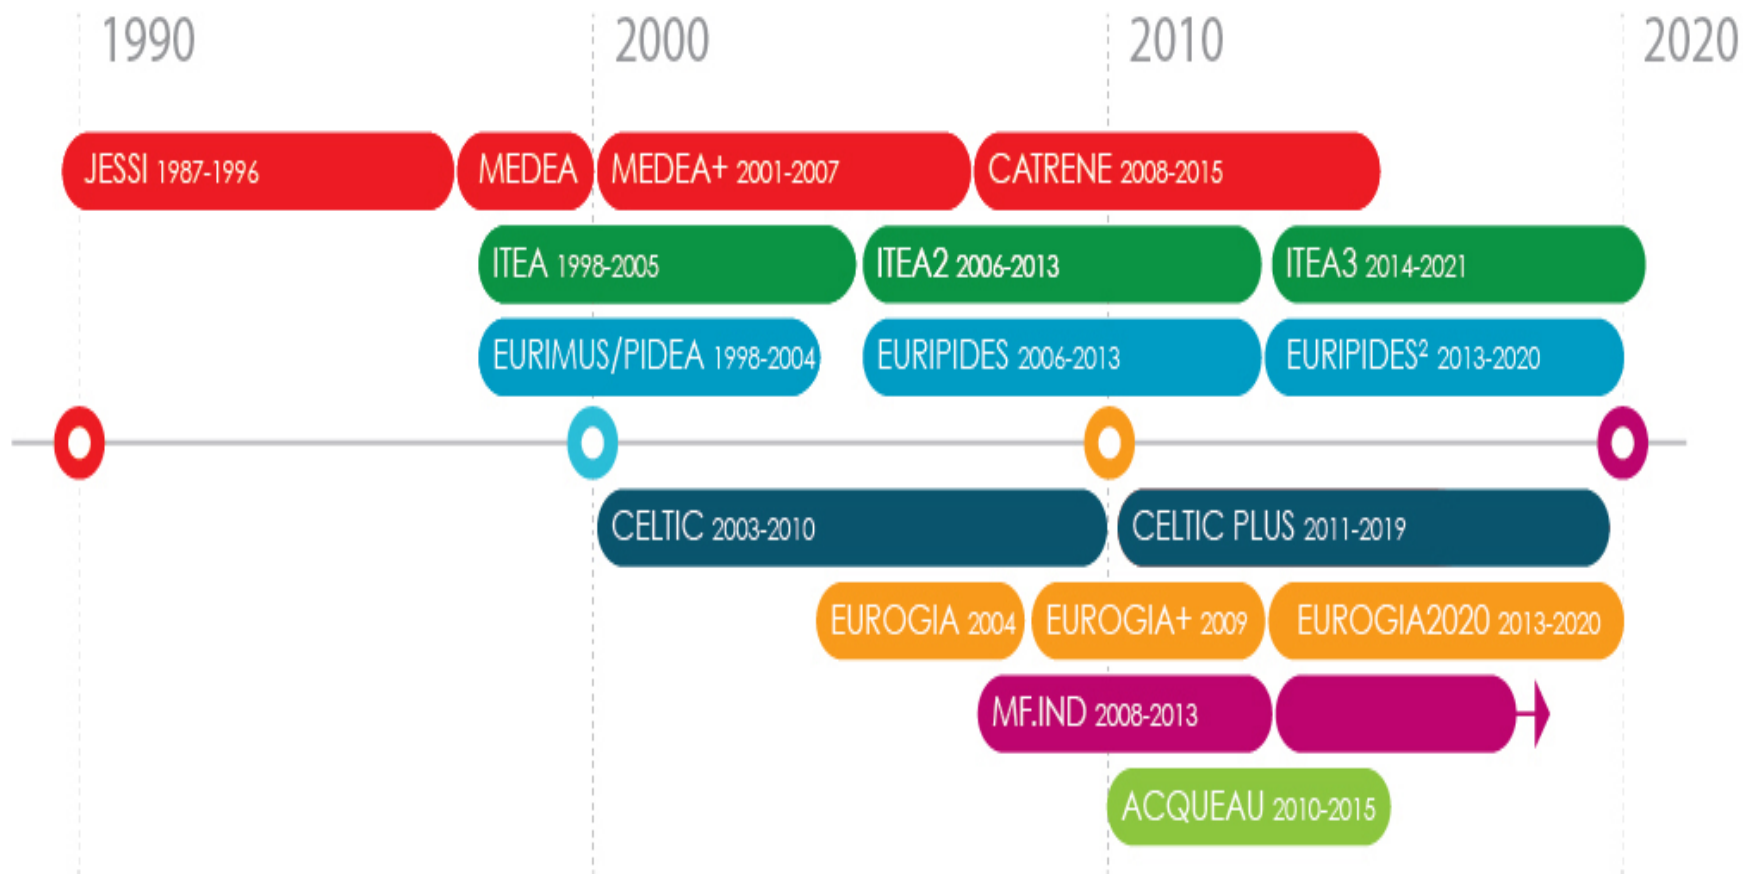 1990 2000 2010 2020
JESSI 1987-1996 MEDEA MEDEA+ 2001-2007 CATRENE 2008-2015
ITEA 1998-2005 ITEA2 2006-2013 ITEA3 2014-2021
EURIMUS/PIDEA 1998-2004 EURIPIDES 2006-2013 EURIPIDES² 2013-2020
CELTIC 2003-2010 CELTIC PLUS 2011-2019
EUROGIA 2004 EUROGIA+ 2009 EUROGIA2020 2013-2020
MF.IND 2008-2013
ACQUEAU 2010-2015